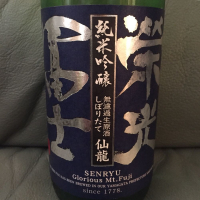 栄光
冨士
純米吟醸
無濾過生原酒
しぼりたて
仙龍
SENRYU
Glorious Mt.Fuji
since 1778.